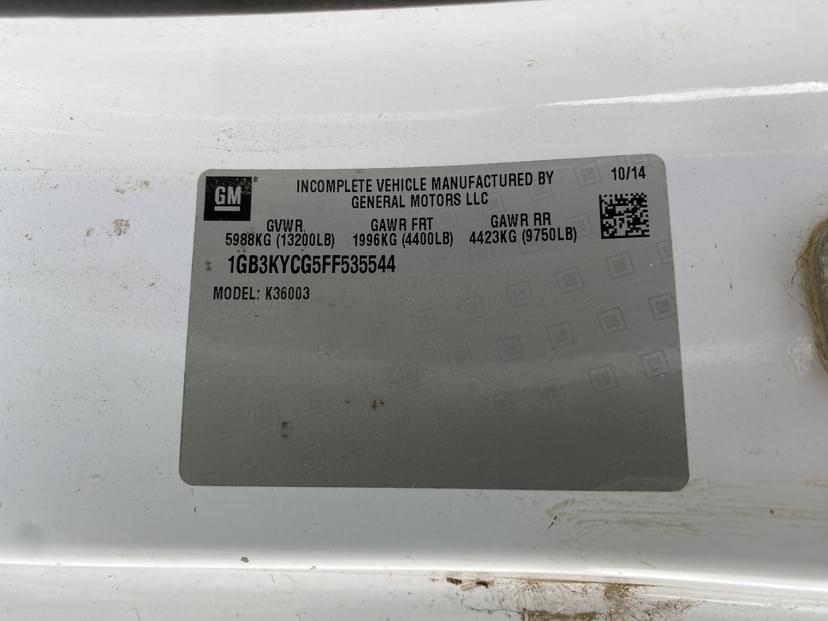 GM
INCOMPLETE VEHICLE MANUFACTURED BY
GENERAL MOTORS LLC
10/14
GVWR GAWR FRT GAWR RR
5988KG (13200LB) 1996KG (4400LB) 4423KG (9750LB)
1GB3KYCG5FF535544
MODEL: K36003